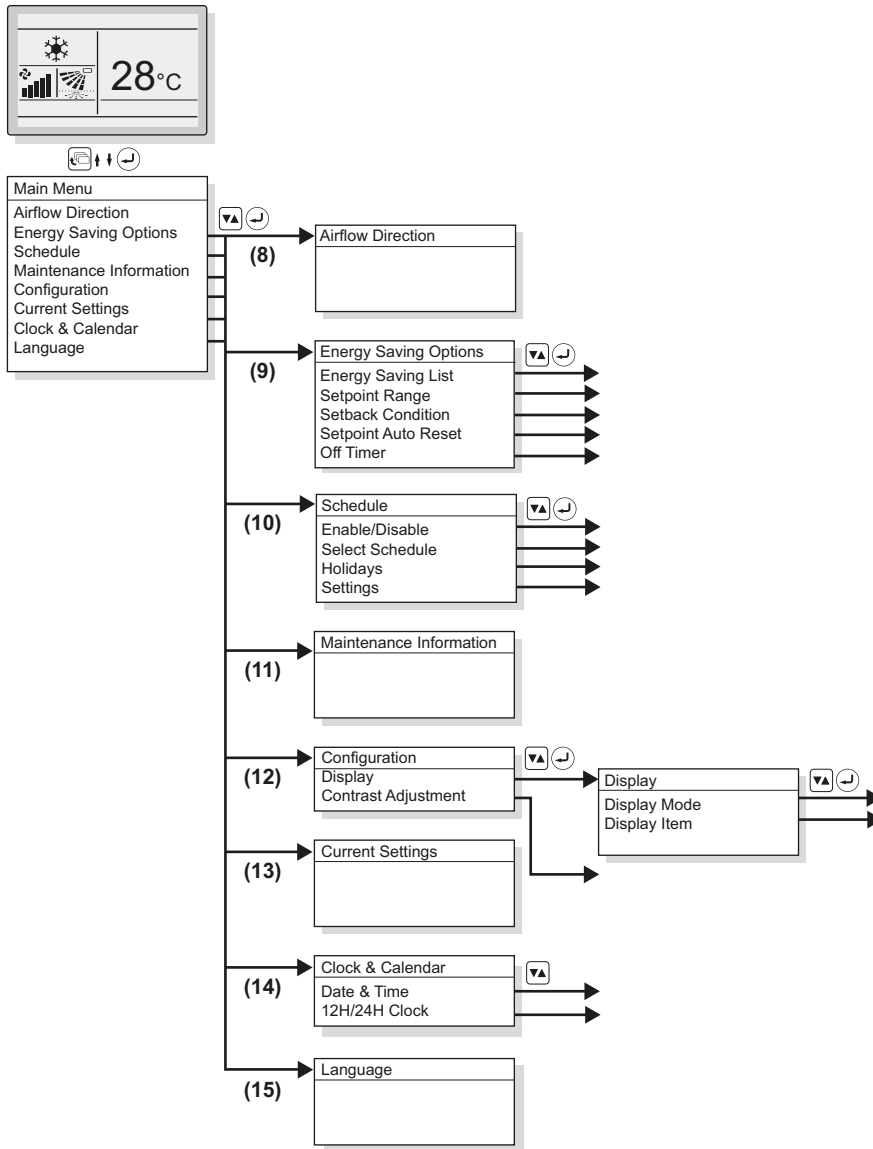 28°C
Main Menu
Airflow Direction
Energy Saving Options
Schedule
Maintenance Information
Configuration
Current Settings
Clock & Calendar
Language
(8)
Airflow Direction
(9)
Energy Saving Options
Energy Saving List
Setpoint Range
Setback Condition
Setpoint Auto Reset
Off Timer
(10)
Schedule
Enable/Disable
Select Schedule
Holidays
Settings
(11)
Maintenance Information
(12)
Configuration
Display
Contrast Adjustment
Display
Display Mode
Display Item
(13)
Current Settings
(14)
Clock & Calendar
Date & Time
12H/24H Clock
(15)
Language